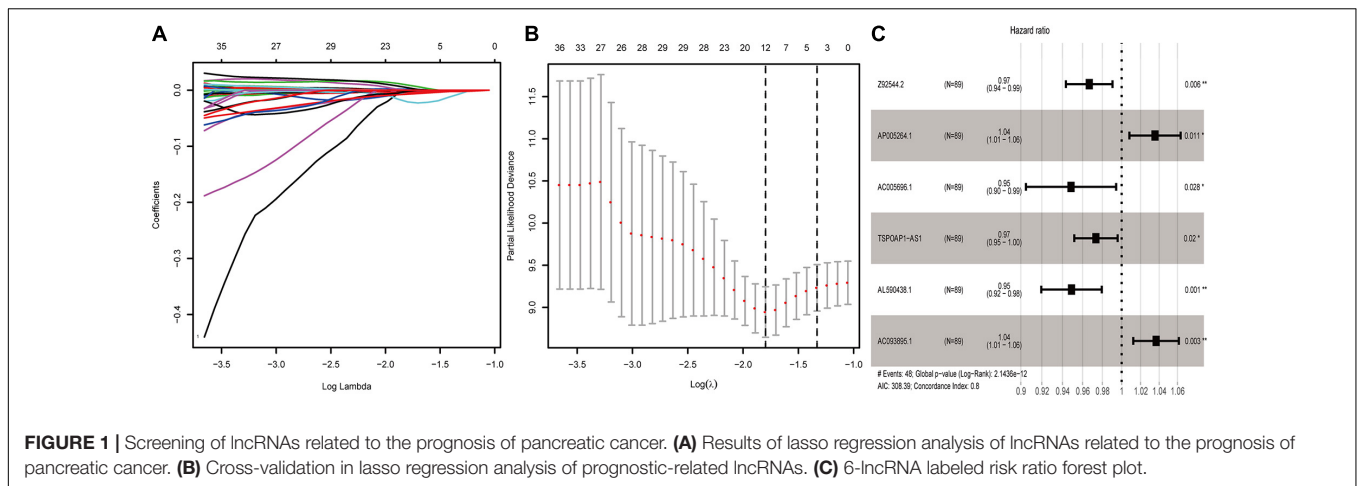 A
35 27 29 23 5 0
Coefficients
0.0
−0.1
−0.2
−0.3
−0.4
1
−3.5 −3.0 −2.5 −2.0 −1.5 −1.0
Log Lambda
B
36 33 27 26 28 29 29 28 23 20 12 7 5 3 0
Partial Likelihood Deviance
11.5
11.0
10.5
10.0
9.5
9.0
−3.5 −3.0 −2.5 −2.0 −1.5 −1.0
Log(λ)
C
Hazard ratio
Z92544.2 (N=89) 0.97 0.006 **
(0.94 − 0.99)
AP005264.1 (N=89) 1.04 0.011 *
(1.01 − 1.06)
AC005696.1 (N=89) 0.95 0.028 *
(0.90 − 0.99)
TSPOAP1−AS1 (N=89) 0.97 0.02 *
(0.95 − 1.00)
AL590438.1 (N=89) 0.95 0.001 **
(0.92 − 0.98)
AC093895.1 (N=89) 1.04 0.003 **
(1.01 − 1.06)
# Events: 48; Global p−value (Log−Rank): 2.1436e−12
AIC: 308.39; Concordance Index: 0.8
0.9 0.92 0.94 0.96 0.98 1 1.02 1.04 1.06
FIGURE 1 | Screening of lncRNAs related to the prognosis of pancreatic cancer. (A) Results of lasso regression analysis of lncRNAs related to the prognosis of
pancreatic cancer. (B) Cross-validation in lasso regression analysis of prognostic-related lncRNAs. (C) 6-lncRNA labeled risk ratio forest plot.